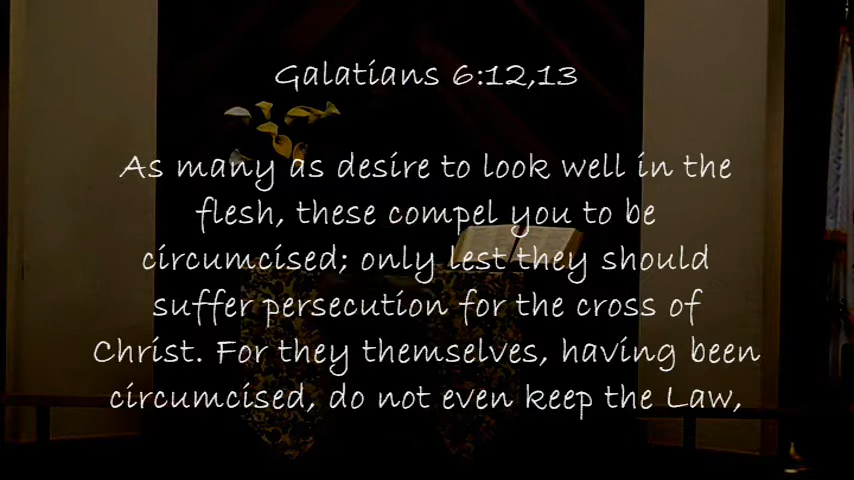 Galatians 6:12,13
As many as desire to look well in the
flesh, these compel you to be
circumcised; only lest they should
suffer persecution for the cross of
Christ. For they themselves, having been
circumcised, do not even keep the Law,